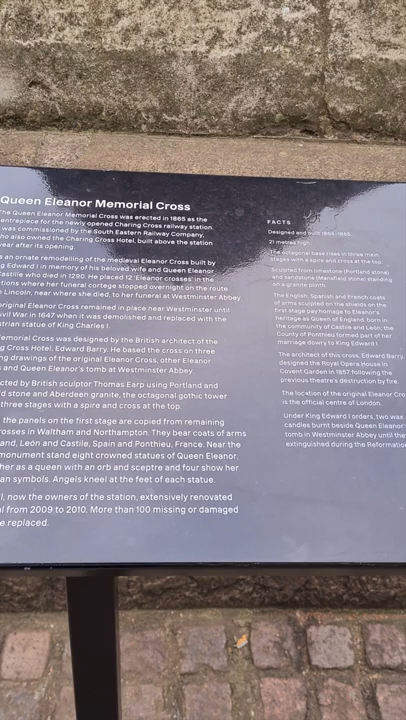 Queen Eleanor Memorial Cross
The Queen Eleanor Memorial Cross was erected in 1865 as the
entrepiece for the newly opened Charing Cross railway station.
was commissioned by the South Eastern Railway Company,
ho also owned the Charing Cross Hotel, built above the station
year after its opening.
s an ornate remodelling of the medieval Eleanor Cross built by
g Edward I in memory of his beloved wife and Queen Eleanor
Castile who died in 1290. He placed 12 'Eleanor crosses' in the
tions where her funeral cortege stopped overnight on the route
Lincoln, near where she died, to her funeral at Westminster Abbey.
original Eleanor Cross remained in place near Westminster until
ivil War in 1647 when it was demolished and replaced with the
strian statue of King Charles I.
emorial Cross was designed by the British architect of the
g Cross Hotel, Edward Barry. He based the cross on three
ng drawings of the original Eleanor Cross, other Eleanor
s and Queen Eleanor's tomb at Westminster Abbey.
cted by British sculptor Thomas Earp using Portland and
ld stone and Aberdeen granite, the octagonal gothic tower
three stages with a spire and cross at the top.
the panels on the first stage are copied from remaining
rosses in Waltham and Northampton. They bear coats of arms
and, León and Castile, Spain and Ponthieu, France. Near the
monument stand eight crowned statues of Queen Eleanor.
her as a queen with an orb and sceptre and four show her
an symbols. Angels kneel at the feet of each statue.
l, now the owners of the station, extensively renovated
al from 2009 to 2010. More than 100 missing or damaged
e replaced.
FACTS
Designed and built 1864-1865.
21 metres high.
The octagonal base rises in three main
stages with a spire and cross at the top.
Sculpted from limestone (Portland stone)
and sandstone (Mansfield stone) standing
on a granite plinth.
The English, Spanish and French coats
of arms sculpted on the shields on the
first stage pay homage to Eleanor's
heritage as Queen of England, born in
the community of Castile and León; the
County of Ponthieu formed part of her
marriage dowry to King Edward I.
The architect of this cross, Edward Barry,
designed the Royal Opera House in
Covent Garden in 1857 following the
previous theatre's destruction by fire.
The location of the original Eleanor Cro
is the official centre of London.
Under King Edward I orders, two wax
candles burnt beside Queen Eleanor'
tomb in Westminster Abbey until the
extinguished during the Reformatio